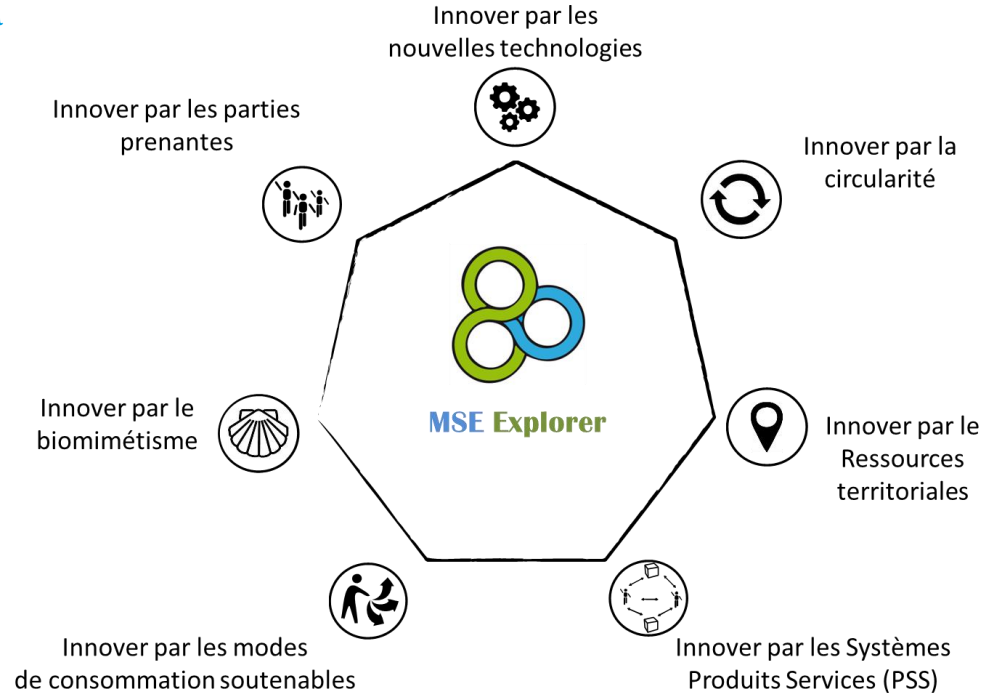 Innover par les
nouvelles technologies
Innover par les parties
prenantes
Innover par la
circularité
MSE Explorer
Innover par le
biomimétisme
Innover par le
Ressources
territoriales
Innover par les modes
de consommation soutenables
Innover par les Systèmes
Produits Services (PSS)